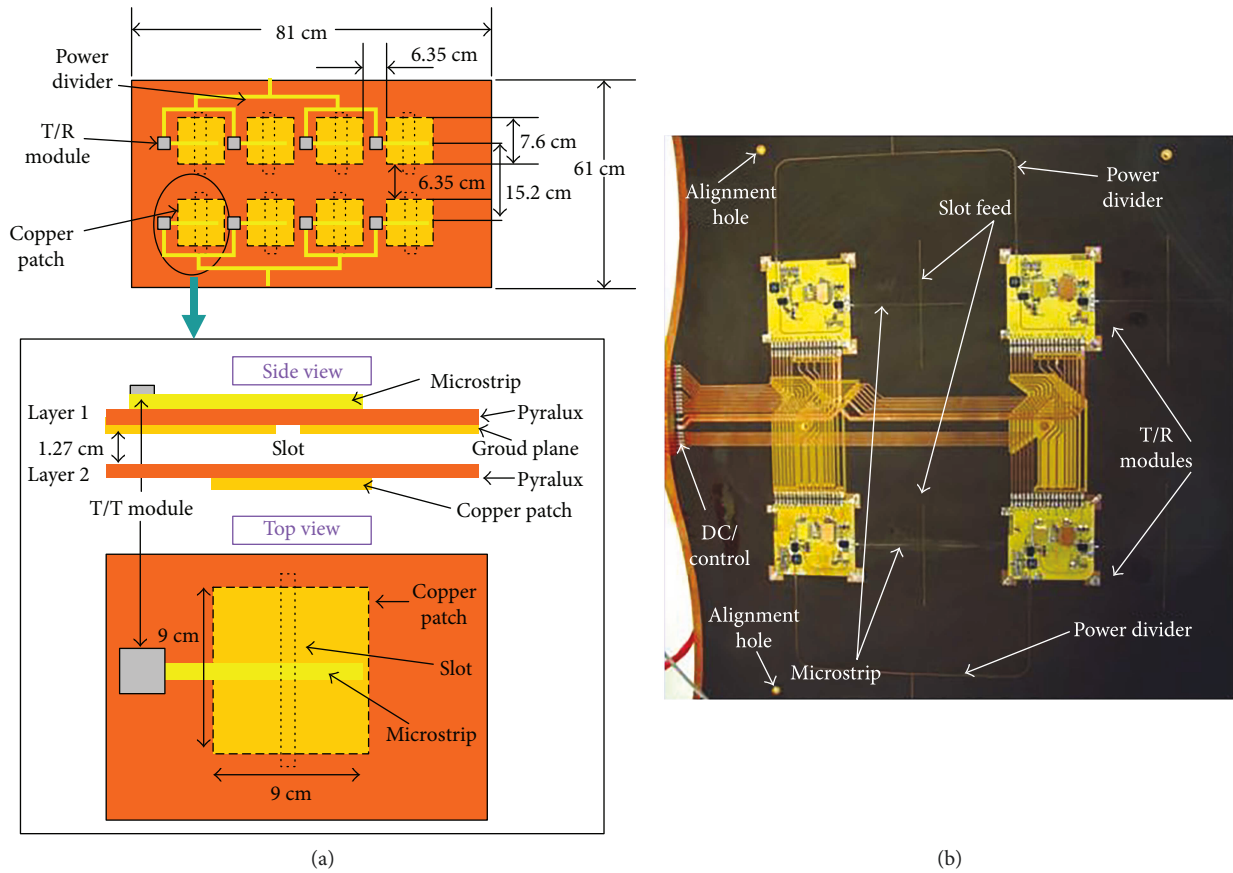 81 cm
Power
divider
6.35 cm
T/R
module
7.6 cm
6.35 cm
15.2 cm
61 cm
Copper
patch
Side view
Microstrip
Layer 1
Pyralux
1.27 cm
Slot
Groud plane
Layer 2
Pyralux
T/T module
Copper patch
Top view
Copper
patch
9 cm
Slot
Microstrip
9 cm
(a)
Alignment
hole
Slot feed
Power
divider
T/R
modules
DC/
control
Alignment
hole
Microstrip
Power divider
(b)